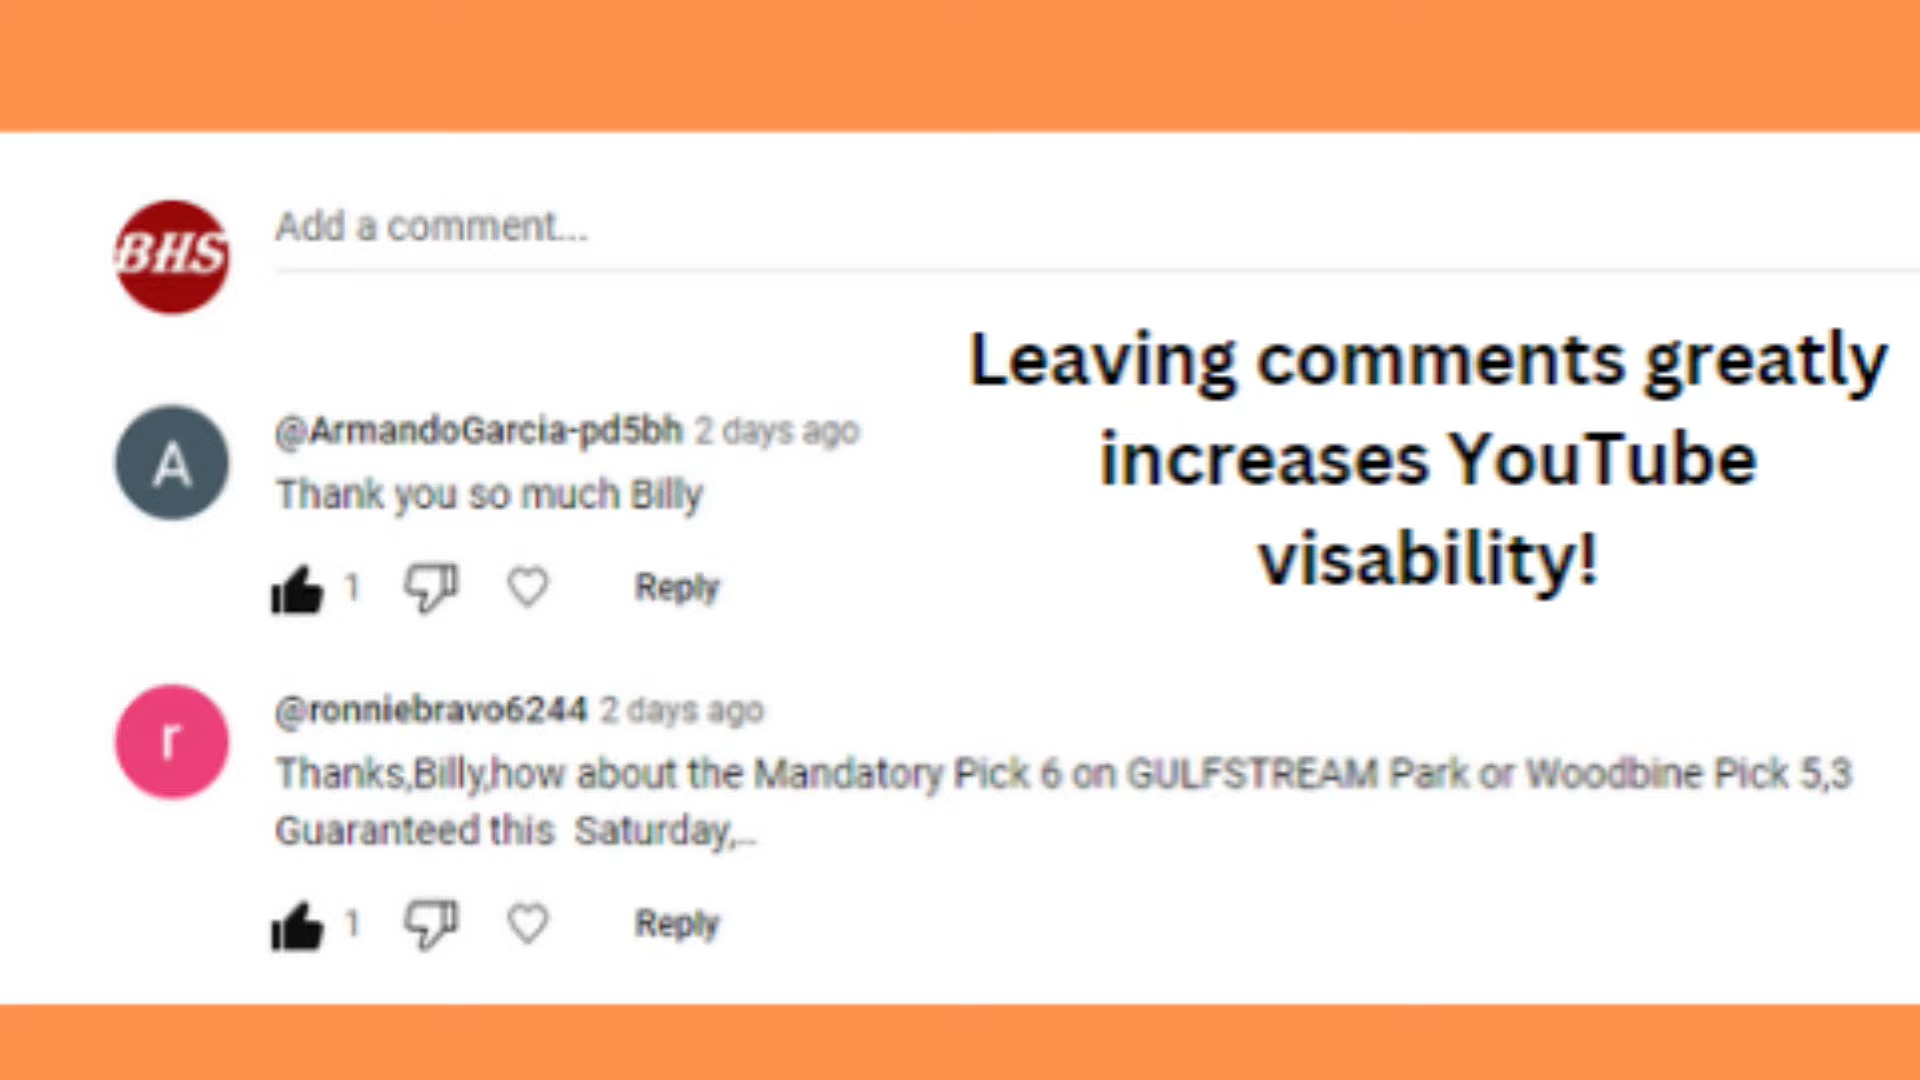 BHS
Add a comment...
Leaving comments greatly
increases YouTube
visability!
A
@ArmandoGarcia-pd5bh 2 days ago
Thank you so much Billy
1
Reply
r
@ronniebravo6244 2 days ago
Thanks,Billy,how about the Mandatory Pick 6 on GULFSTREAM Park or Woodbine Pick 5,3
Guaranteed this  Saturday,...
1
Reply